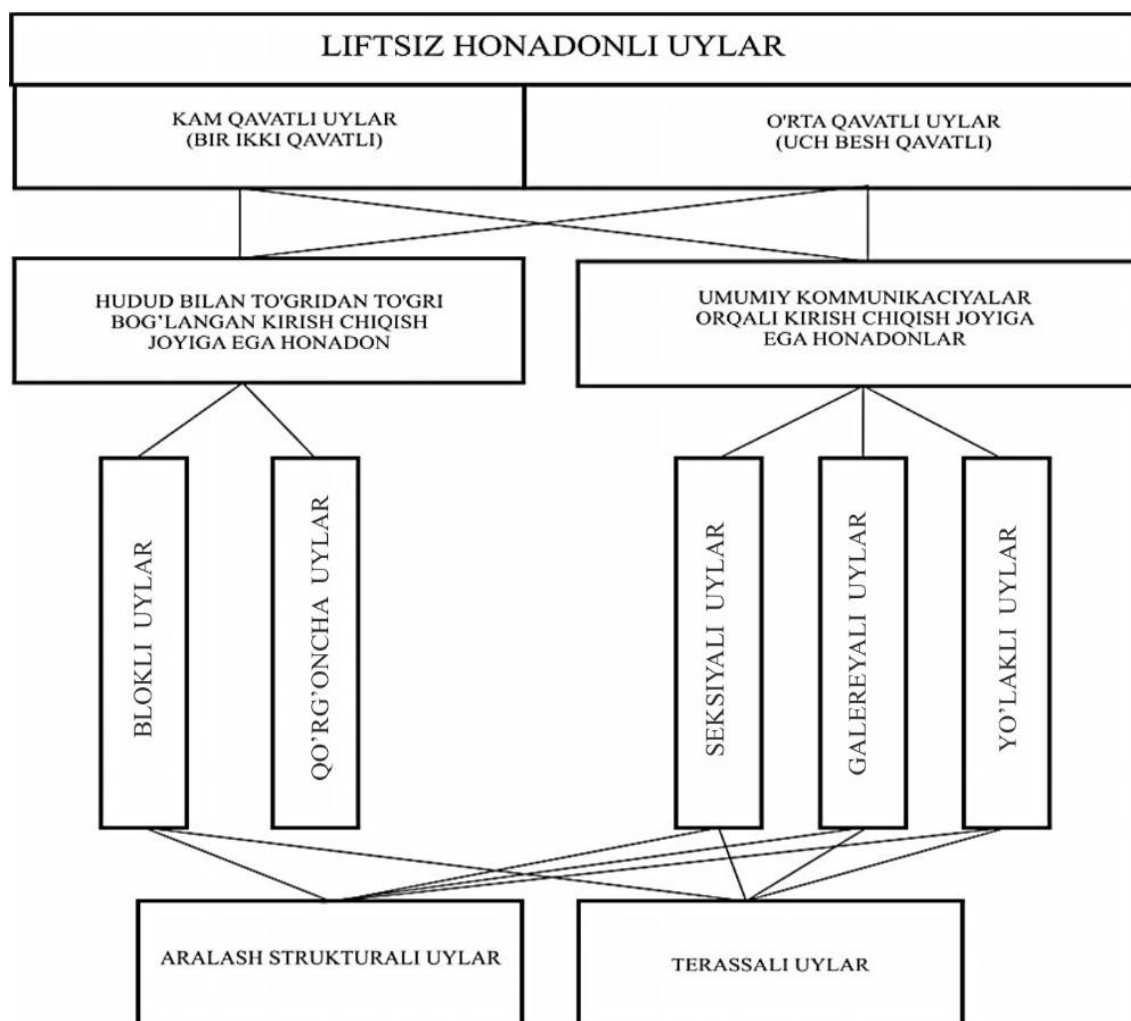 LIFTSIZ HONADONLI UYLAR
KAM QAVATLI UYLAR
(BIR IKKI QAVATLI)
O'RTA QAVATLI UYLAR
(UCH BESH QAVATLI)
HUDUD BILAN TO'GRIDAN TO'GRI
BOG’LANGAN KIRISH CHIQISH
JOYIGA EGA HONADON
UMUMIY KOMMUNIKACIYALAR
ORQALI KIRISH CHIQISH JOYIGA
EGA HONADONLAR
BLOKLI UYLAR
QO’RG’ONCHA UYLAR
SEKSIYALI UYLAR
GALEREYALI UYLAR
YO’LAKLI UYLAR
ARALASH STRUKTURALI UYLAR
TERASSALI UYLAR